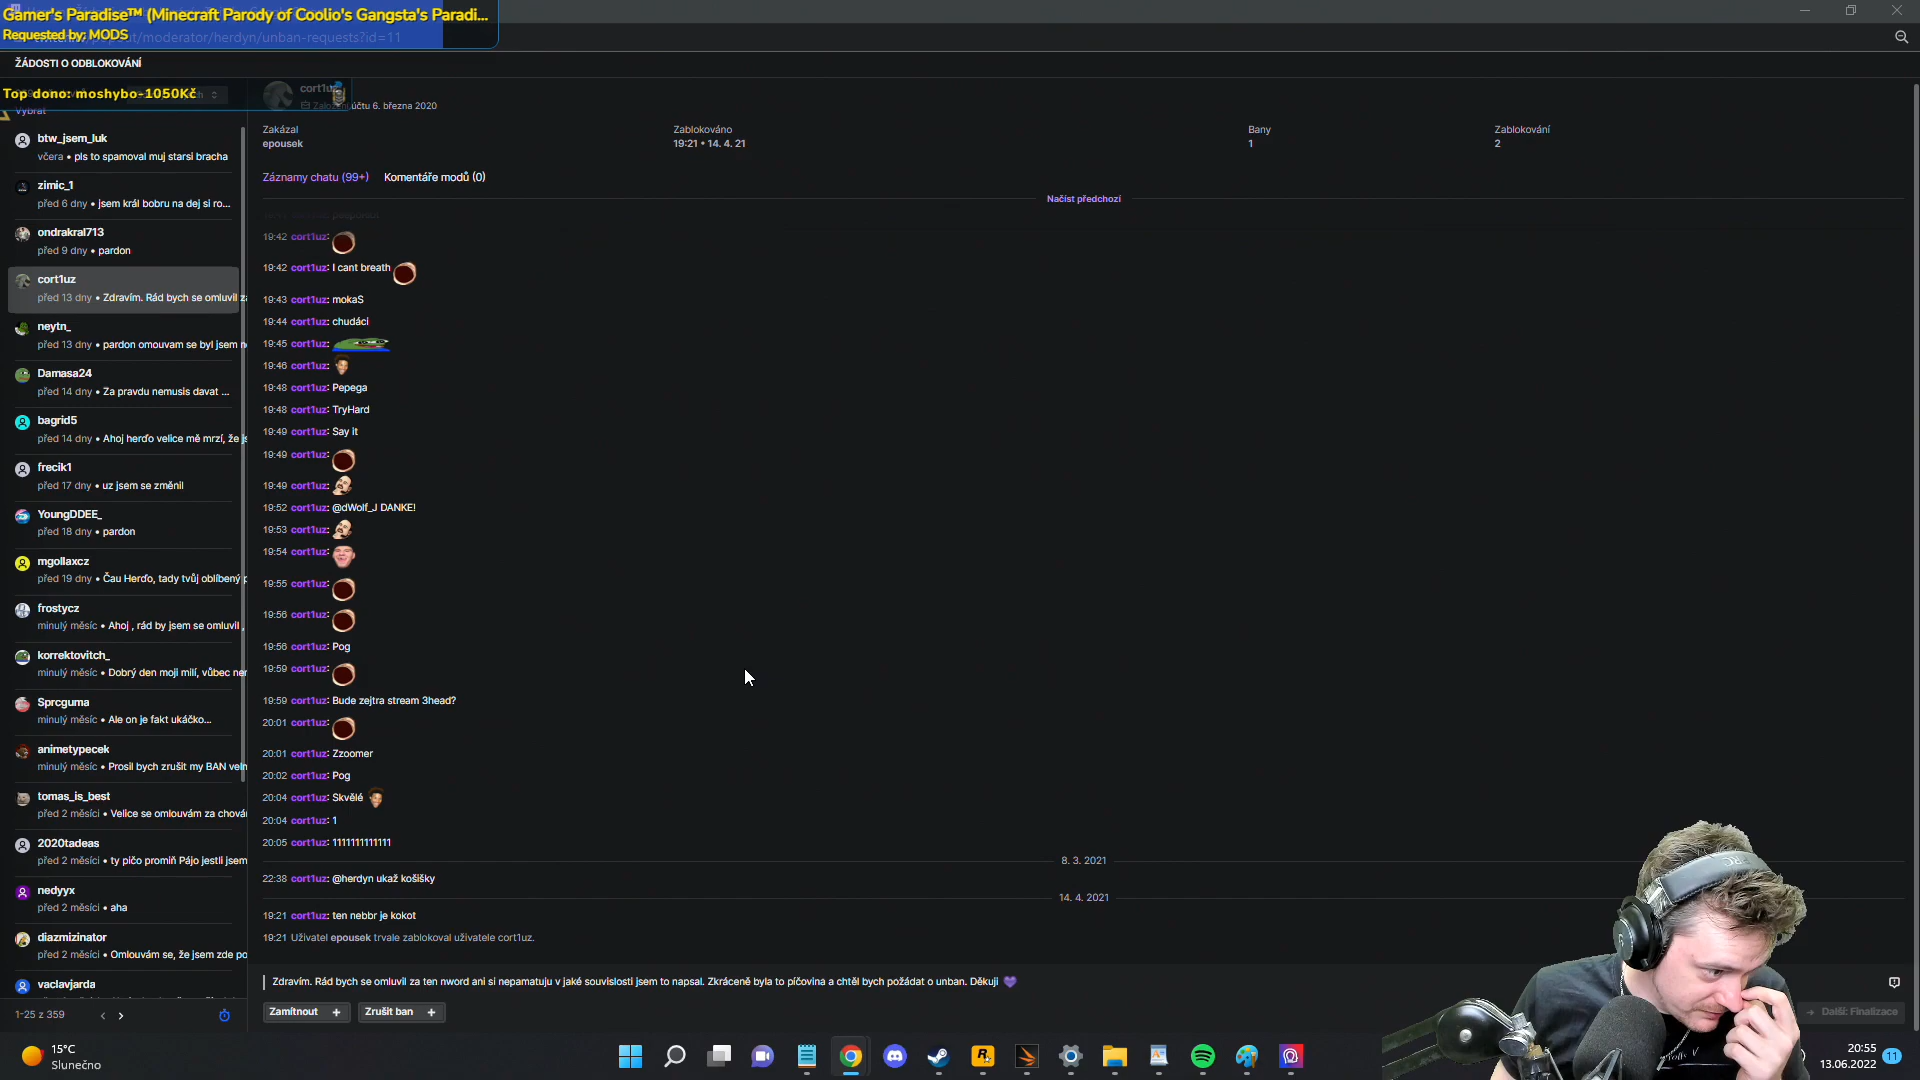 Gamer's Paradise™ (Minecraft Parody of Coolio's Gangsta's Paradi...
Requested by: MODS
/moderator/herdyn/unban-requests?id=11
ŽÁDOSTI O ODBLOKOVÁNÍ
Top dono: moshybo-1050Kč
Vybrat
btw_jsem_luk
včera • pls to spamoval muj starsi bracha
zimic_1
před 6 dny • jsem král bobru na dej si ro...
ondrakral713
před 9 dny • pardon
cort1uz
před 13 dny • Zdravím. Rád bych se omluvil za
neytn_
před 13 dny • pardon omouvam se byl jsem n
Damasa24
před 14 dny • Za pravdu nemusis davat ...
bagrid5
před 14 dny • Ahoj herďo velice mě mrzí, že js
frecik1
před 17 dny • uz jsem se změnil
YoungDDEE_
před 18 dny • pardon
mgollaxcz
před 19 dny • Čau Herďo, tady tvůj oblíbený p
frostycz
minulý měsíc • Ahoj , rád by jsem se omluvil ,
korrektovitch_
minulý měsíc • Dobrý den moji milí, vůbec ner
Sprcguma
minulý měsíc • Ale on je fakt ukáčko...
animetypecek
minulý měsíc • Prosil bych zrušit my BAN velm
tomas_is_best
před 2 měsíci • Velice se omlouvám za chován
2020tadeas
před 2 měsíci • ty pičo promiň Pájo jestli jsem
nedyyx
před 2 měsíci • aha
diazmizinator
před 2 měsíci • Omlouvám se, že jsem zde po
vaclavjarda
1-25 z 359
cort1uz
účtu 6. března 2020
Zakázal
epousek
Zablokováno
19:21 • 14. 4. 21
Bany
1
Zablokování
2
Záznamy chatu (99+) Komentáře modů (0)
Načíst předchozí
19:42 cort1uz:
19:42 cort1uz: I cant breath
19:43 cort1uz: mokaS
19:44 cort1uz: chudáci
19:45 cort1uz:
19:46 cort1uz:
19:48 cort1uz: Pepega
19:48 cort1uz: TryHard
19:49 cort1uz: Say it
19:49 cort1uz:
19:49 cort1uz:
19:52 cort1uz: @dWolf_J DANKE!
19:53 cort1uz:
19:54 cort1uz:
19:55 cort1uz:
19:56 cort1uz:
19:56 cort1uz: Pog
19:59 cort1uz:
19:59 cort1uz: Bude zejtra stream 3head?
20:01 cort1uz:
20:01 cort1uz: Zzoomer
20:02 cort1uz: Pog
20:04 cort1uz: Skvělé
20:04 cort1uz: 1
20:05 cort1uz: 1111111111111
8. 3. 2021
22:38 cort1uz: @herdyn ukaž košišky
14. 4. 2021
19:21 cort1uz: ten nebbr je kokot
19:21 Uživatel epousek trvale zablokoval uživatele cort1uz.
Zdravím. Rád bych se omluvil za ten nword ani si nepamatuju v jaké souvislosti jsem to napsal. Zkráceně byla to píčovina a chtěl bych požádat o unban. Děkuji
Zamítnout + Zrušit ban +
Další: Finalizace
15°C
Slunečno
20:55
13.06.2022
11